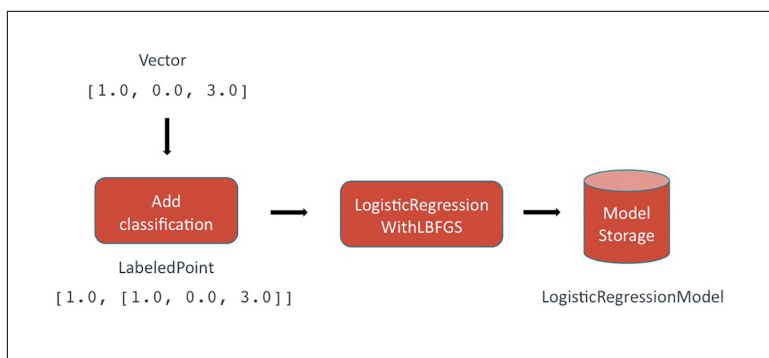 Vector
[1.0, 0.0, 3.0]
Add
classification
LabeledPoint
[1.0, [1.0, 0.0, 3.0]]
LogisticRegression
WithLBFGS
Model
Storage
LogisticRegressionModel